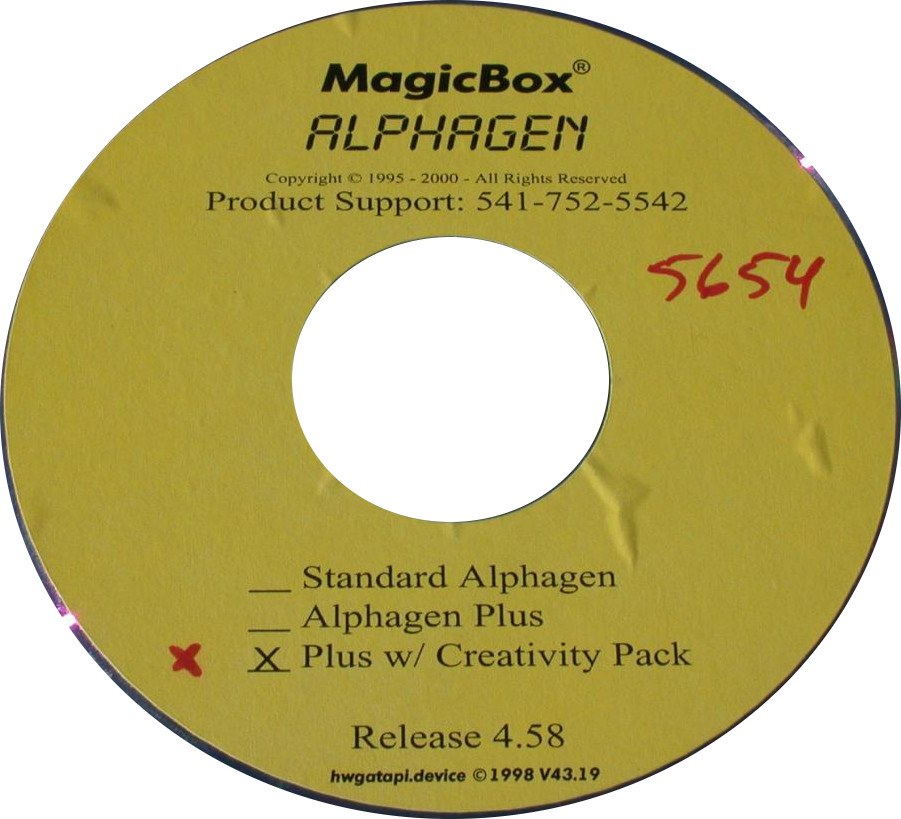 MagicBox®
ALPHAGEN
Copyright © 1995 - 2000 - All Rights Reserved
Product Support: 541-752-5542
5654
__ Standard Alphagen
__ Alphagen Plus
X X Plus w/ Creativity Pack
Release 4.58
hwgatapi.device ©1998 V43.19